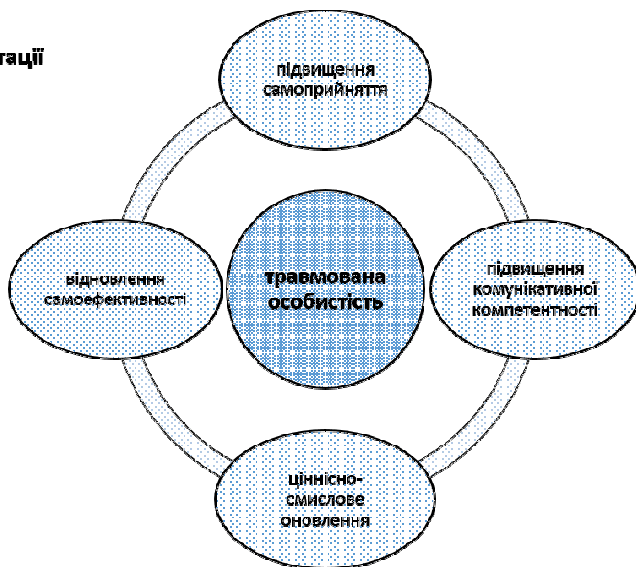 тації
підвищення
самоприйняття
відновлення
самоефективності
травмована
особистість
підвищення
комунікативної
компетентності
ціннісно-
смислове
оновлення